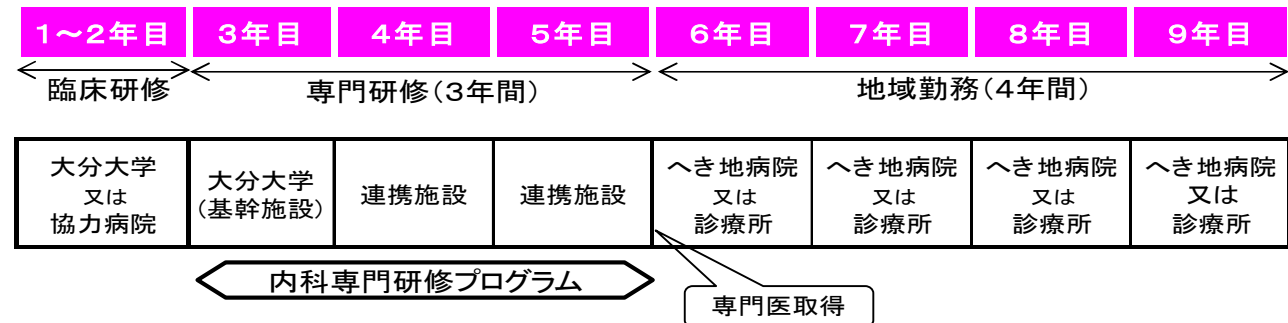 1～2年目 3年目 4年目 5年目 6年目 7年目 8年目 9年目
臨床研修 専門研修（3年間） 地域勤務（4年間）
大分大学
又は
協力病院
大分大学
（基幹施設）
連携施設
連携施設
へき地病院
又は
診療所
へき地病院
又は
診療所
へき地病院
又は
診療所
へき地病院
又は
診療所
内科専門研修プログラム
専門医取得